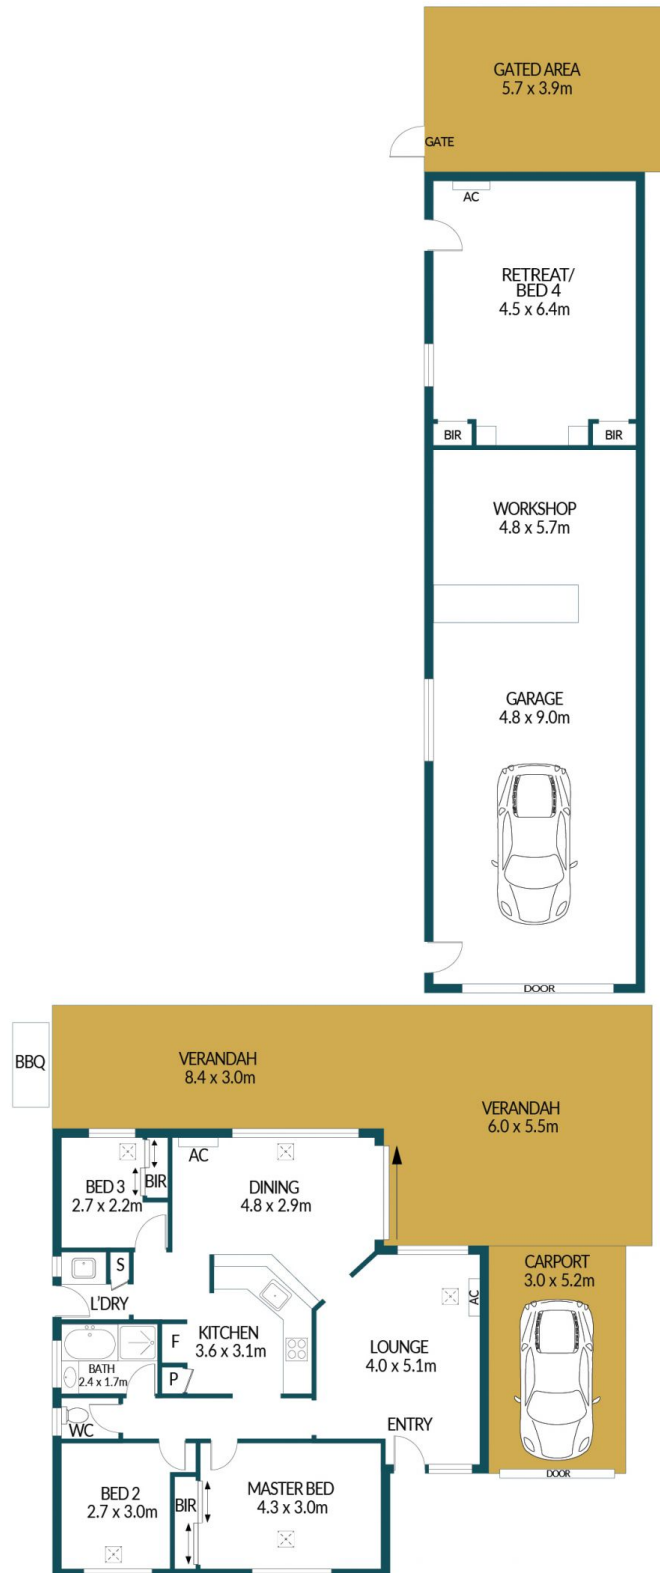 GATED AREA
5.7 x 3.9m
GATE
AC
RETREAT/
BED 4
4.5 x 6.4m
BIR
BIR
WORKSHOP
4.8 x 5.7m
GARAGE
4.8 x 9.0m
DOOR
BBQ
VERANDAH
8.4 x 3.0m
VERANDAH
6.0 x 5.5m
AC
BED 3
2.7 x 2.2m
BIR
DINING
4.8 x 2.9m
S
L'DRY
CARPORT
3.0 x 5.2m
AC
KITCHEN
3.6 x 3.1m
F
P
LOUNGE
4.0 x 5.1m
BATH
2.4 x 1.7m
WC
ENTRY
DOOR
BED 2
2.7 x 3.0m
BIR
MASTER BED
4.3 x 3.0m